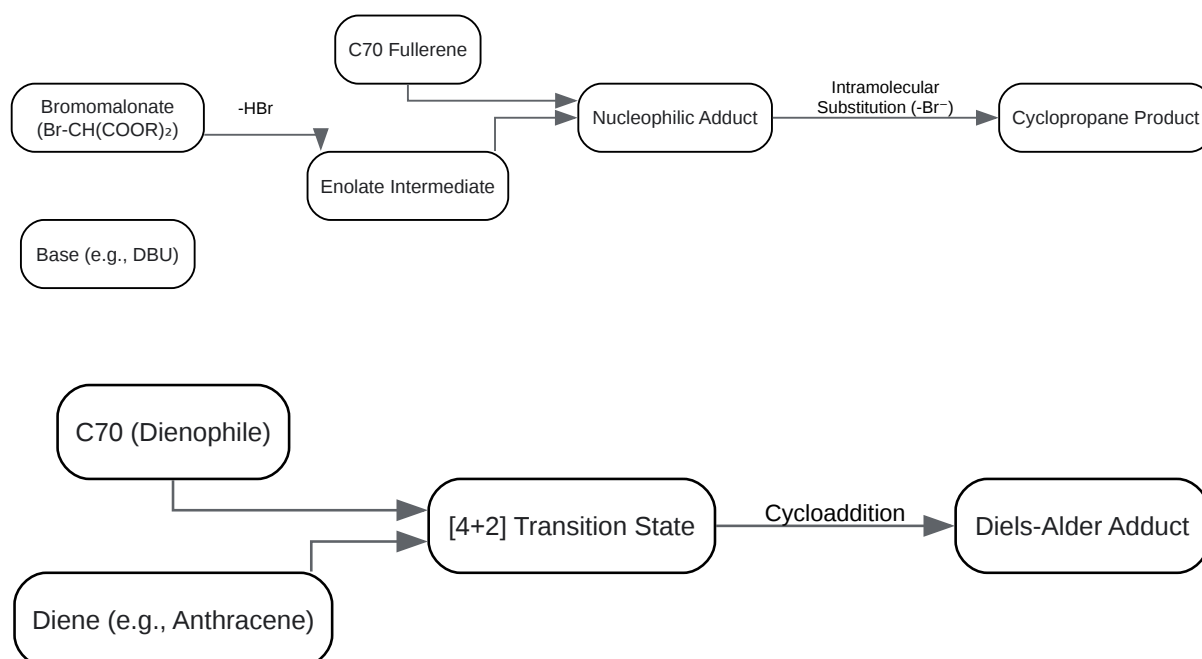 C70 Fullerene
Bromomalonate
(Br-CH(COOR)₂)
-HBr
Nucleophilic Adduct
Intramolecular
Substitution (-Br⁻)
Cyclopropane Product
Enolate Intermediate
Base (e.g., DBU)
C70 (Dienophile)
[4+2] Transition State
Cycloaddition
Diels-Alder Adduct
Diene (e.g., Anthracene)